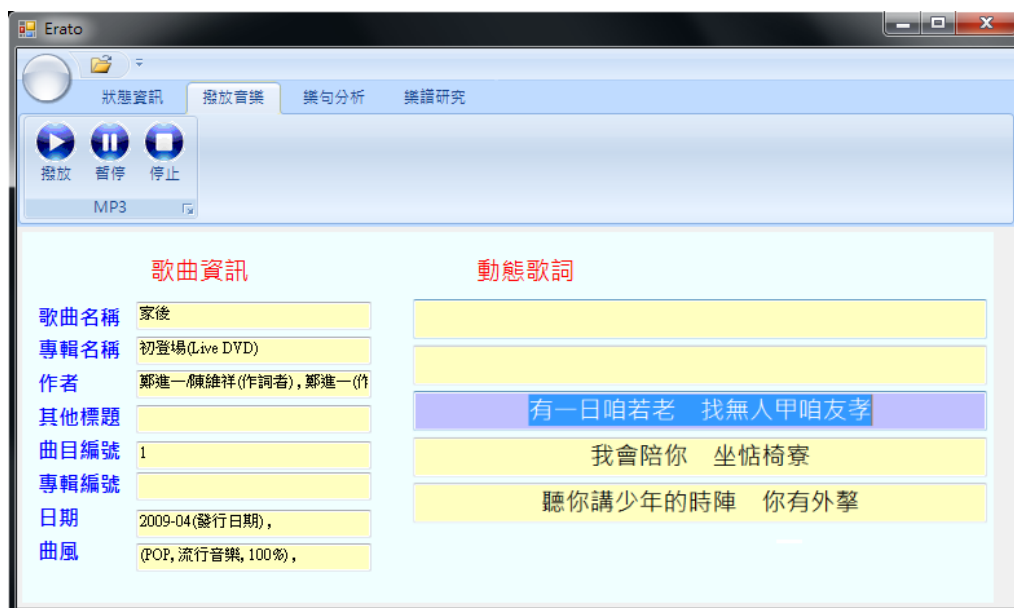 Erato
狀態資訊 撥放音樂 樂句分析 樂譜研究
撥放 暫停 停止
MP3
歌曲資訊
歌曲名稱 家後
專輯名稱 初登場(Live DVD)
作者 鄭進一/陳維祥(作詞者) , 鄭進一(作
其他標題
曲目編號 1
專輯編號
日期 2009-04(發行日期) ,
曲風 (POP, 流行音樂, 100%) ,
動態歌詞
有一日咱若老 找無人甲咱友孝
我會陪你 坐惦椅寮
聽你講少年的時陣 你有外摮